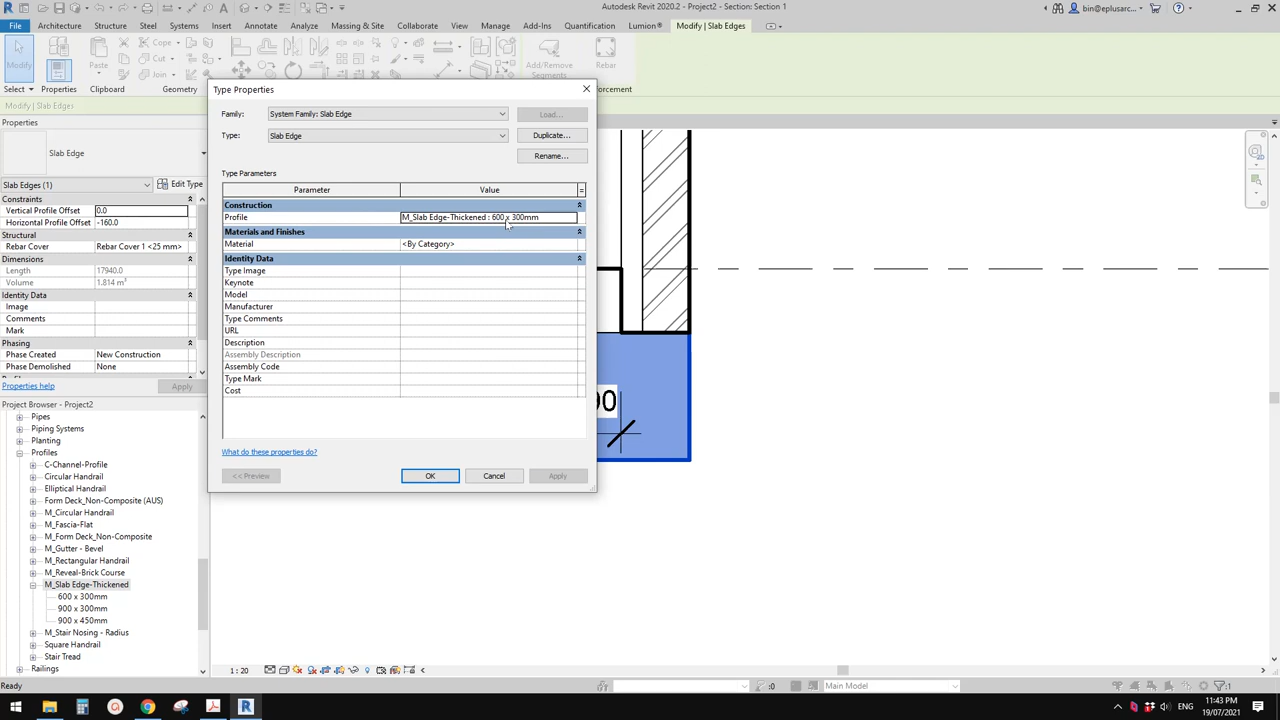 Autodesk Revit 2020.2 - Project2 - Section: Section 1
bin@eplusarc...
File Architecture Structure Steel Systems Insert Annotate Analyze Massing & Site Collaborate View Manage Add-Ins Quantification Lumion® Modify | Slab Edges
Modify
Properties
Paste
Cope
Cut
Join
Add/Remove Segments
Rebar
Select Properties Clipboard Geometry
Modify | Slab Edges
Properties
Slab Edge
Slab Edges (1)
Edit Type
Constraints
Vertical Profile Offset 0.0
Horizontal Profile Offset -160.0
Structural
Rebar Cover Rebar Cover 1 <25 mm>
Dimensions
Length 17940.0
Volume 1.814 m³
Identity Data
Image
Comments
Mark
Phasing
Phase Created New Construction
Phase Demolished None
Properties help
Apply
Project Browser - Project2
Pipes
Piping Systems
Planting
Profiles
C-Channel-Profile
Circular Handrail
Elliptical Handrail
Form Deck_Non-Composite (AUS)
M_Circular Handrail
M_Fascia-Flat
M_Form Deck_Non-Composite
M_Gutter - Bevel
M_Rectangular Handrail
M_Reveal-Brick Course
M_Slab Edge-Thickened
600 x 300mm
900 x 300mm
900 x 450mm
M_Stair Nosing - Radius
Square Handrail
Stair Tread
Railings
Type Properties
Family: System Family: Slab Edge Load...
Type: Slab Edge Duplicate...
Rename...
Type Parameters
Parameter Value =
Construction
Profile M_Slab Edge-Thickened : 600 x 300mm
Materials and Finishes
Material <By Category>
Identity Data
Type Image
Keynote
Model
Manufacturer
Type Comments
URL
Description
Assembly Description
Assembly Code
Type Mark
Cost
What do these properties do?
<< Preview OK Cancel Apply
1 : 20
Ready
:0
Main Model
:1
ENG
11:43 PM
19/07/2021